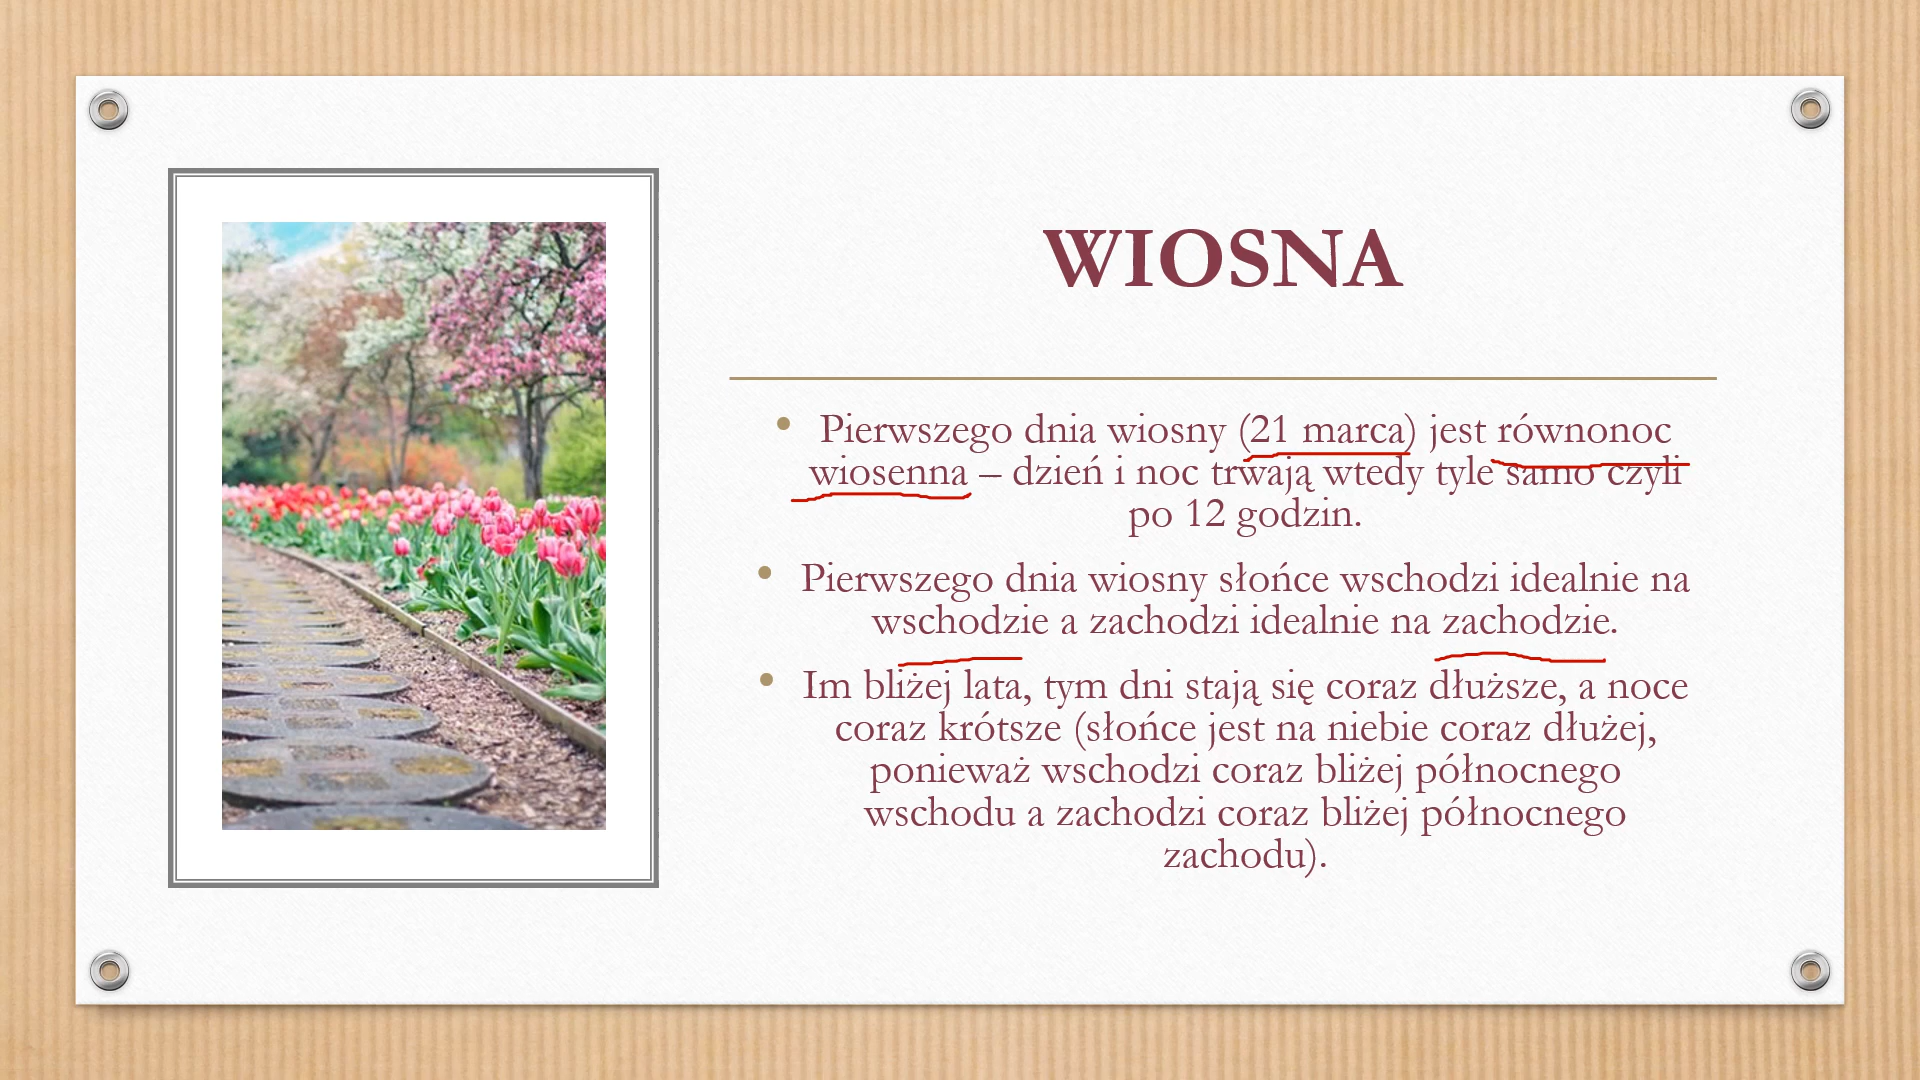 WIOSNA
• Pierwszego dnia wiosny (21 marca) jest równonoc
wiosenna – dzień i noc trwają wtedy tyle samo czyli
po 12 godzin.
• Pierwszego dnia wiosny słońce wschodzi idealnie na
wschodzie a zachodzi idealnie na zachodzie.
• Im bliżej lata, tym dni stają się coraz dłuższe, a noce
coraz krótsze (słońce jest na niebie coraz dłużej,
ponieważ wschodzi coraz bliżej północnego
wschodu a zachodzi coraz bliżej północnego
zachodu).